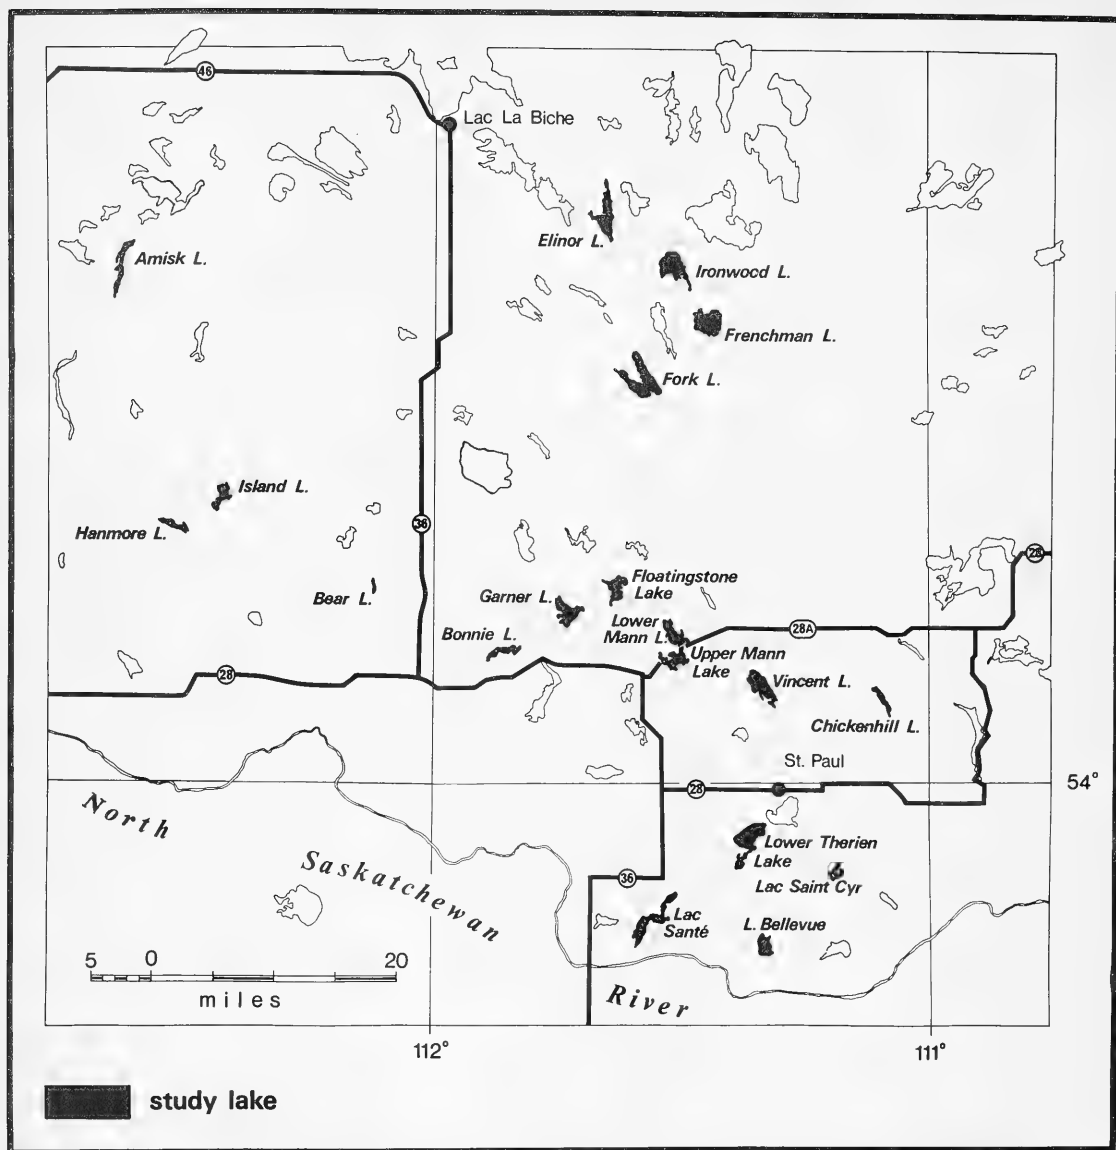 46
Lac La Biche
Elinor L.
Amisk L.
Ironwood L.
Frenchman L.
Fork L.
Island L.
Hanmore L.
36
28
Bear L.
Garner L.
Floatingstone
Lake
Bonnie L.
Lower
Mann L.
28A
Upper Mann
Lake
28
Vincent L.
Chickenhill L.
St. Paul
54°
28
North
Saskatchewan
River
Lower Therien
Lake
Lac Saint Cyr
36
Lac
Santé
L. Bellevue
5 0 20
miles
112°
111°
study lake